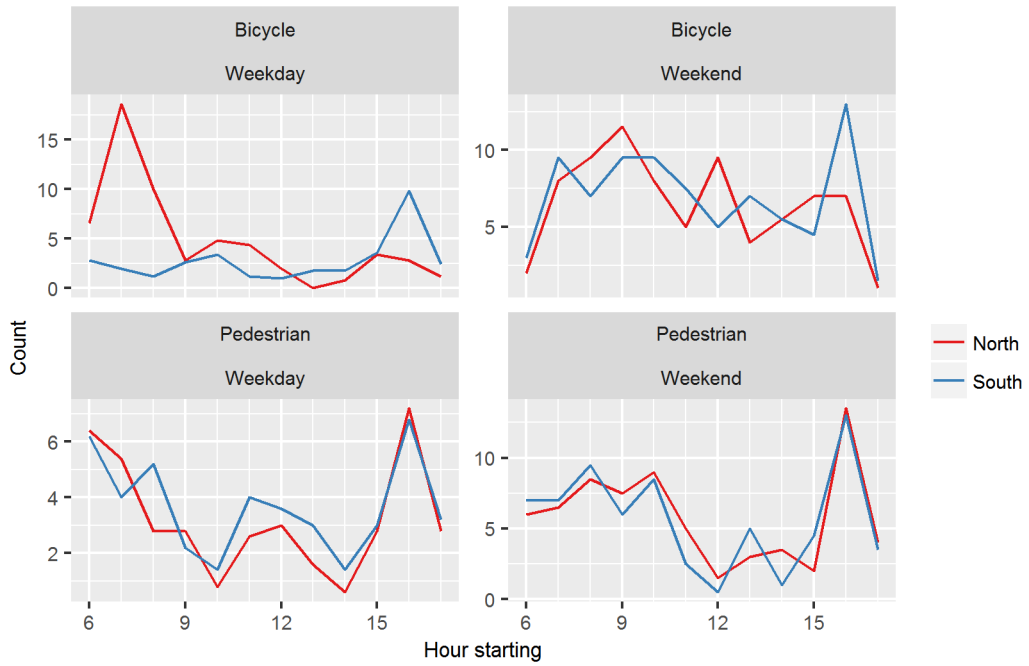 Bicycle
Weekday
Bicycle
Weekend
15
10
5
0
10
5
Pedestrian
Weekday
Pedestrian
Weekend
6
4
2
10
5
0
6
9
12
15
6
9
12
15
Hour starting
Count
North
South